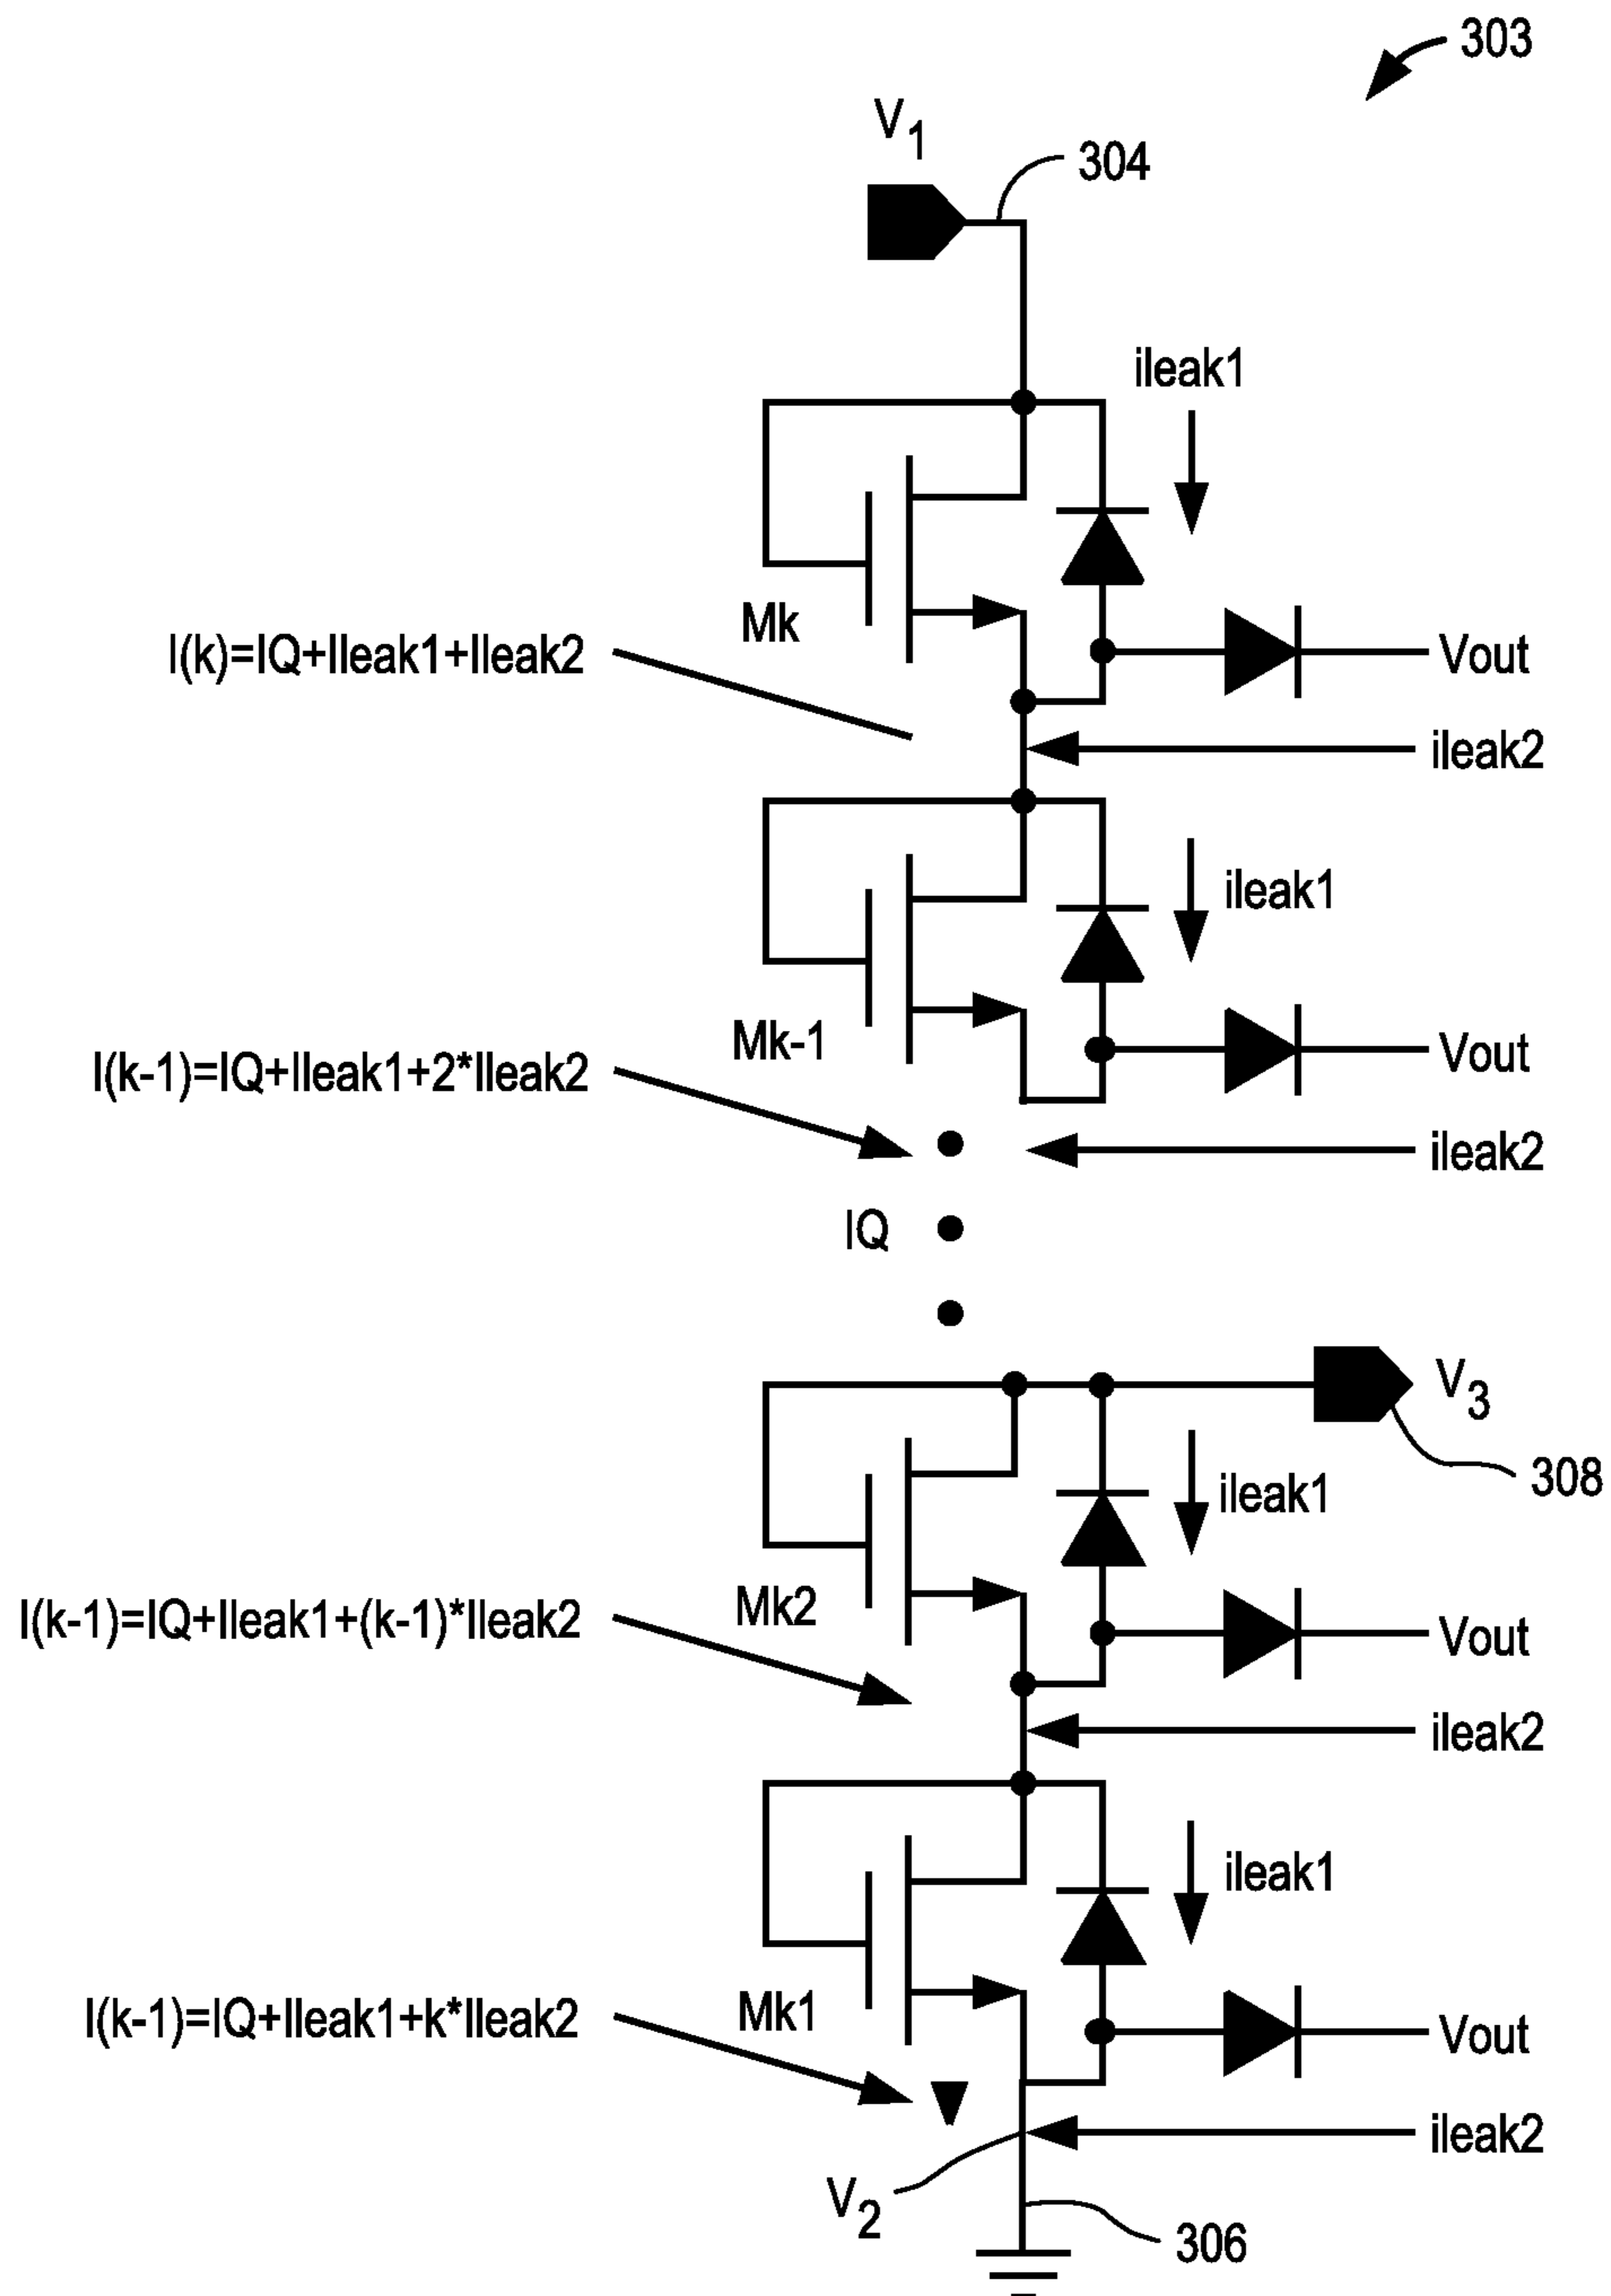 303
V1
304
ileak1
Mk
I(k)=IQ+Ileak1+Ileak2
Vout
ileak2
ileak1
Mk-1
I(k-1)=IQ+Ileak1+2*Ileak2
Vout
ileak2
IQ
V3
308
ileak1
Mk2
I(k-1)=IQ+Ileak1+(k-1)*Ileak2
Vout
ileak2
ileak1
Mk1
I(k-1)=IQ+Ileak1+k*Ileak2
Vout
ileak2
V2
306